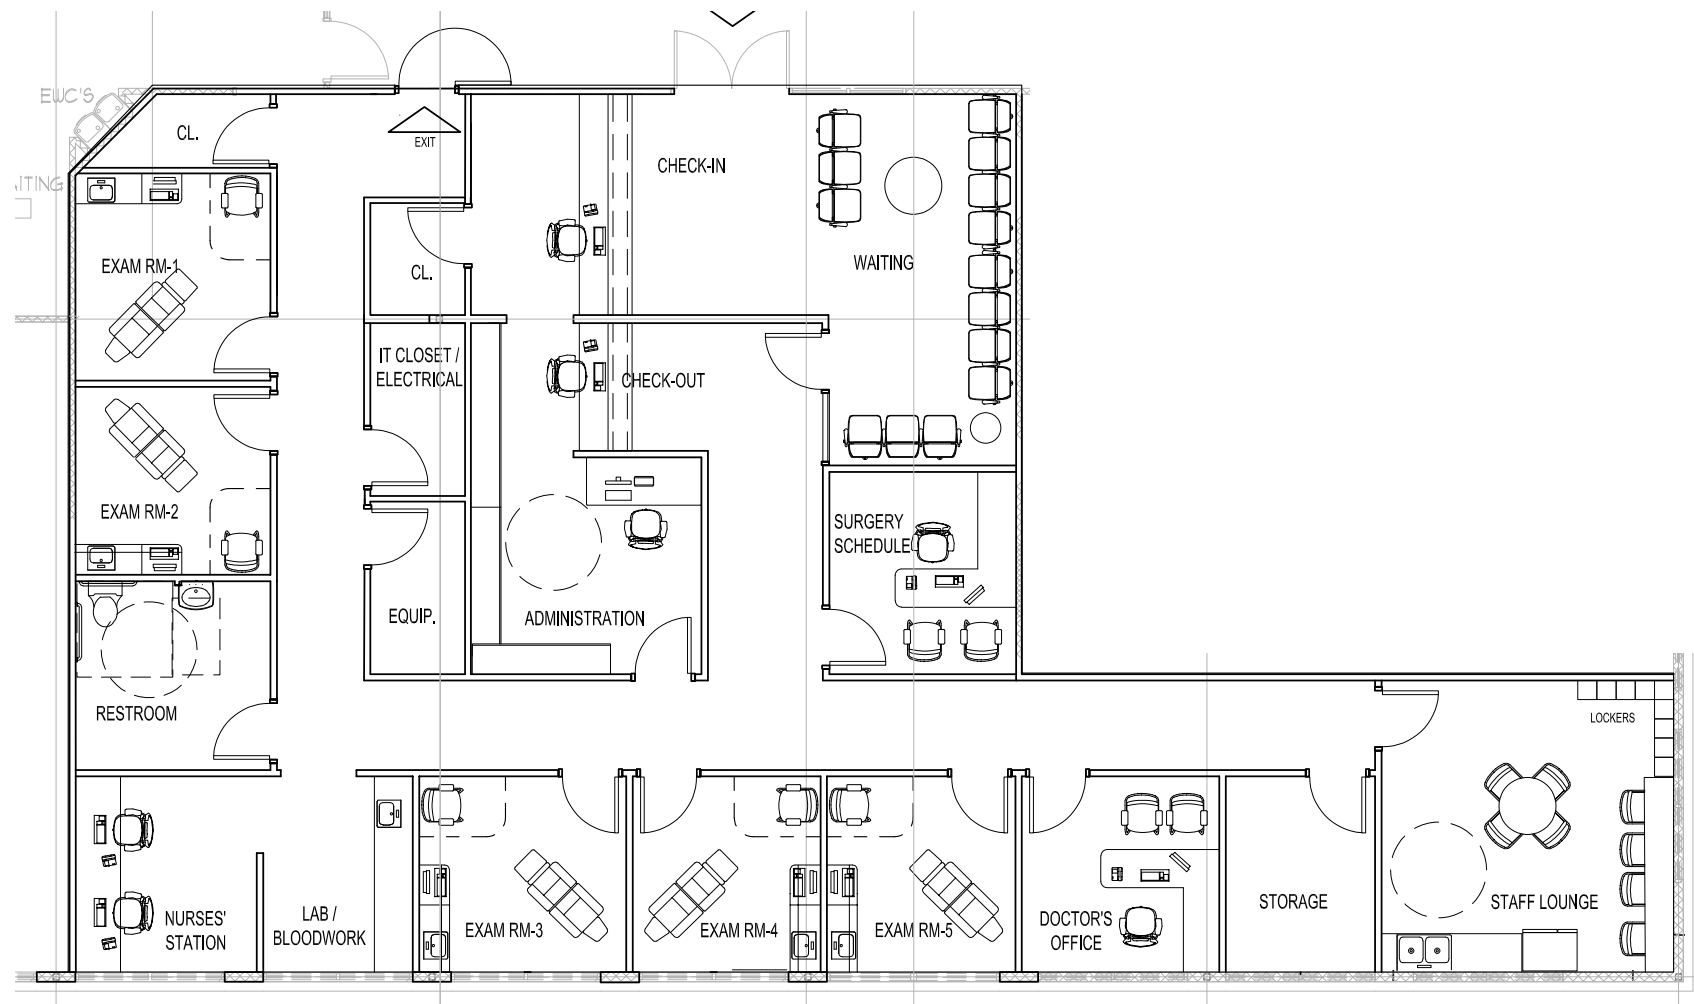 EWC'S
CL.
EXIT
CHECK-IN
EXAM RM-1
CL.
WAITING
IT CLOSET /
ELECTRICAL
CHECK-OUT
EXAM RM-2
SURGERY
SCHEDULE
EQUIP.
ADMINISTRATION
RESTROOM
LOCKERS
NURSES'
STATION
LAB /
BLOODWORK
EXAM RM-3
EXAM RM-4
EXAM RM-5
DOCTOR'S
OFFICE
STORAGE
STAFF LOUNGE